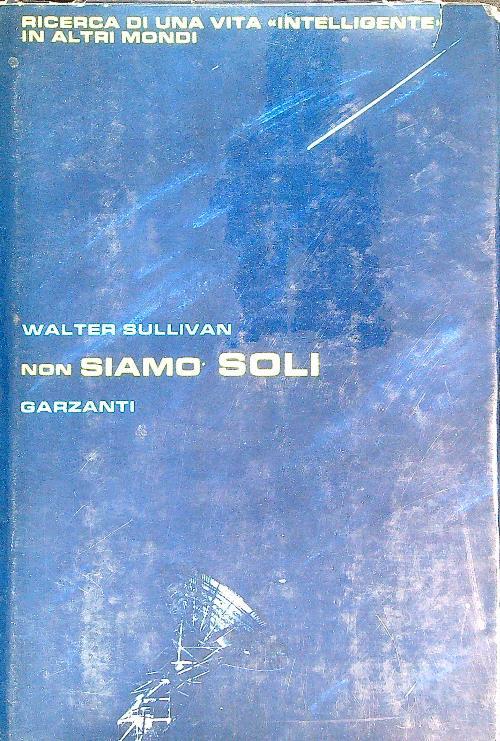 RICERCA DI UNA VITA «INTELLIGENTE»
IN ALTRI MONDI
WALTER SULLIVAN
NON SIAMO SOLI
GARZANTI